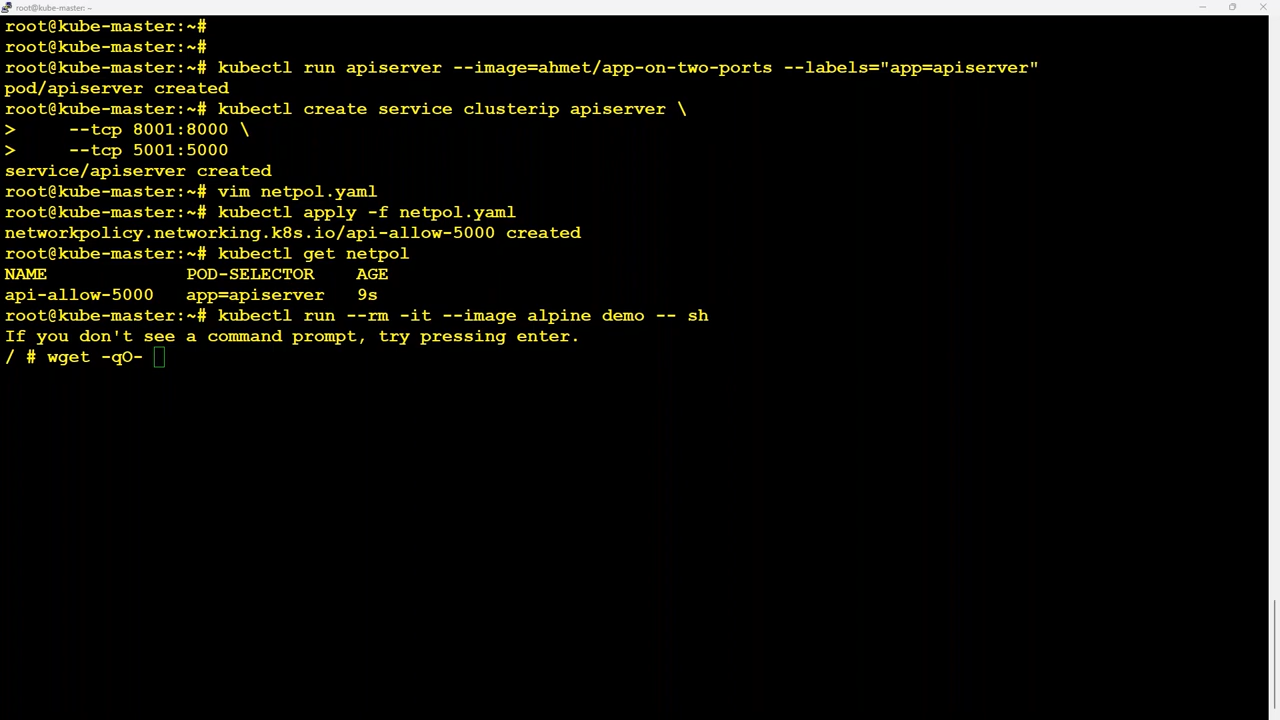 root@kube-master: ~
root@kube-master:~#
root@kube-master:~#
root@kube-master:~# kubectl run apiserver --image=ahmet/app-on-two-ports --labels="app=apiserver"
pod/apiserver created
root@kube-master:~# kubectl create service clusterip apiserver \
>     --tcp 8001:8000 \
>     --tcp 5001:5000
service/apiserver created
root@kube-master:~# vim netpol.yaml
root@kube-master:~# kubectl apply -f netpol.yaml
networkpolicy.networking.k8s.io/api-allow-5000 created
root@kube-master:~# kubectl get netpol
NAME             POD-SELECTOR    AGE
api-allow-5000   app=apiserver   9s
root@kube-master:~# kubectl run --rm -it --image alpine demo -- sh
If you don't see a command prompt, try pressing enter.
/ # wget -qO-